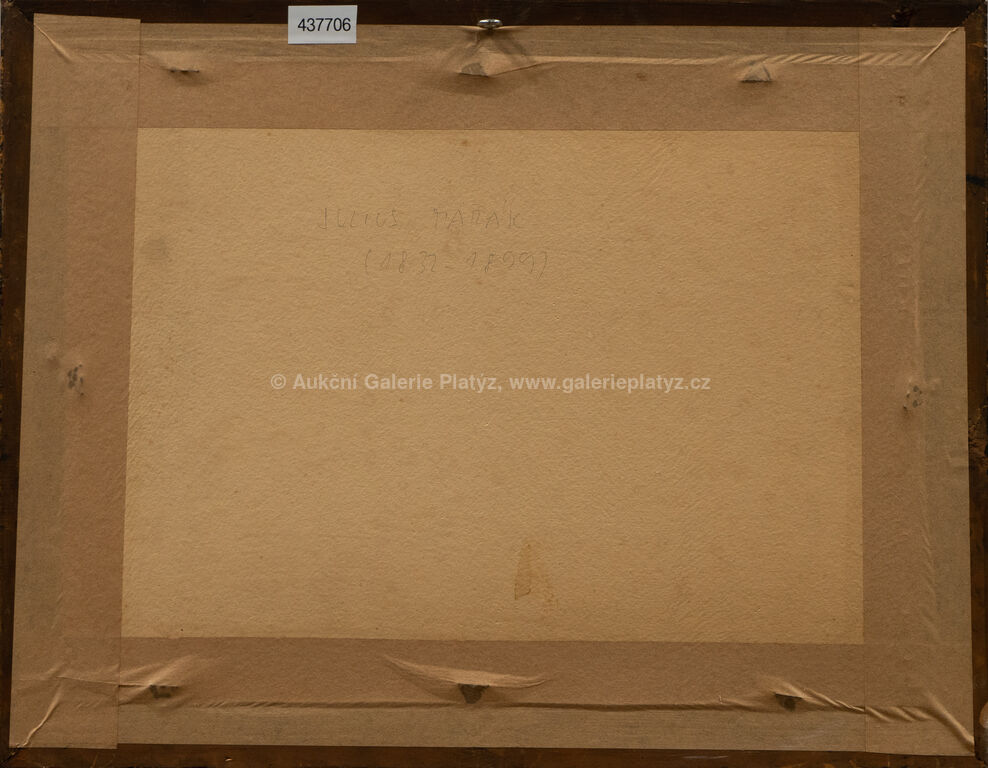 437706
JULIUS MAŘÁK
(1832-1899)
© Aukční Galerie Platýz, www.galerieplatyz.cz